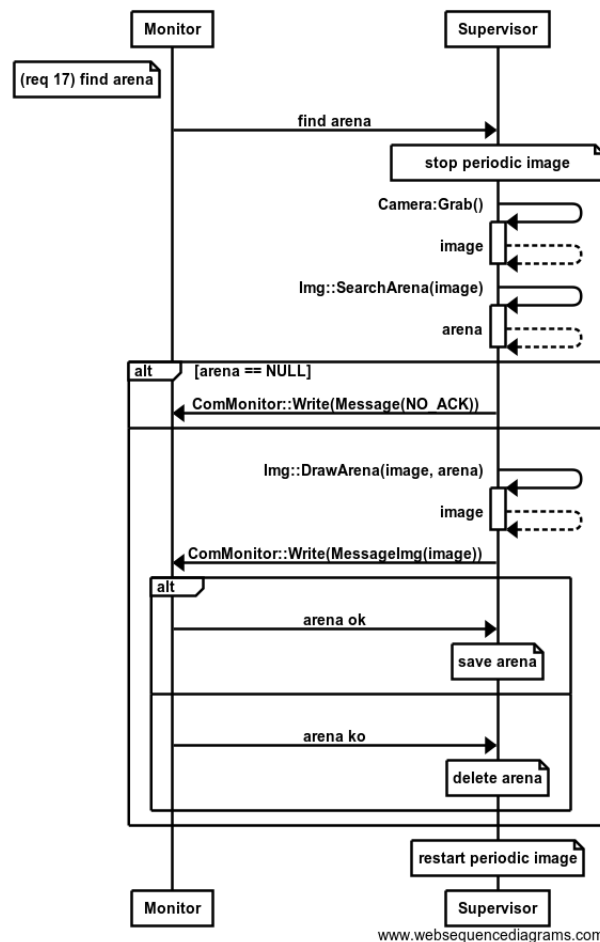 Monitor
Supervisor
(req 17) find arena
find arena
stop periodic image
Camera:Grab()
image
Img::SearchArena(image)
arena
alt
[arena == NULL]
ComMonitor::Write(Message(NO_ACK))
Img::DrawArena(image, arena)
image
ComMonitor::Write(MessageImg(image))
alt
arena ok
save arena
arena ko
delete arena
restart periodic image
Monitor
Supervisor
www.websequencediagrams.com